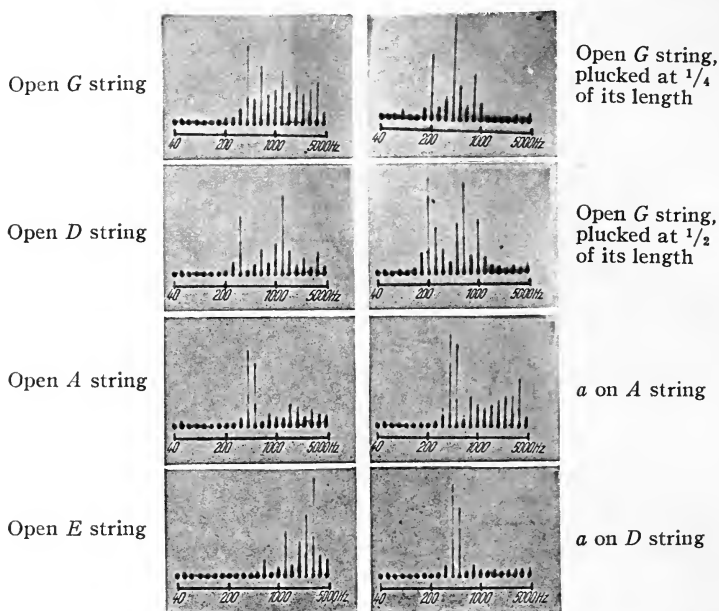 Open G string
40 200 1000 5000Hz
40 200 1000 5000Hz
Open G string,
plucked at 1/4
of its length
Open D string
40 200 1000 5000Hz
40 200 1000 5000Hz
Open G string,
plucked at 1/2
of its length
Open A string
40 200 1000 5000Hz
40 200 1000 5000Hz
a on A string
Open E string
40 200 1000 5000Hz
40 200 1000 5000Hz
a on D string